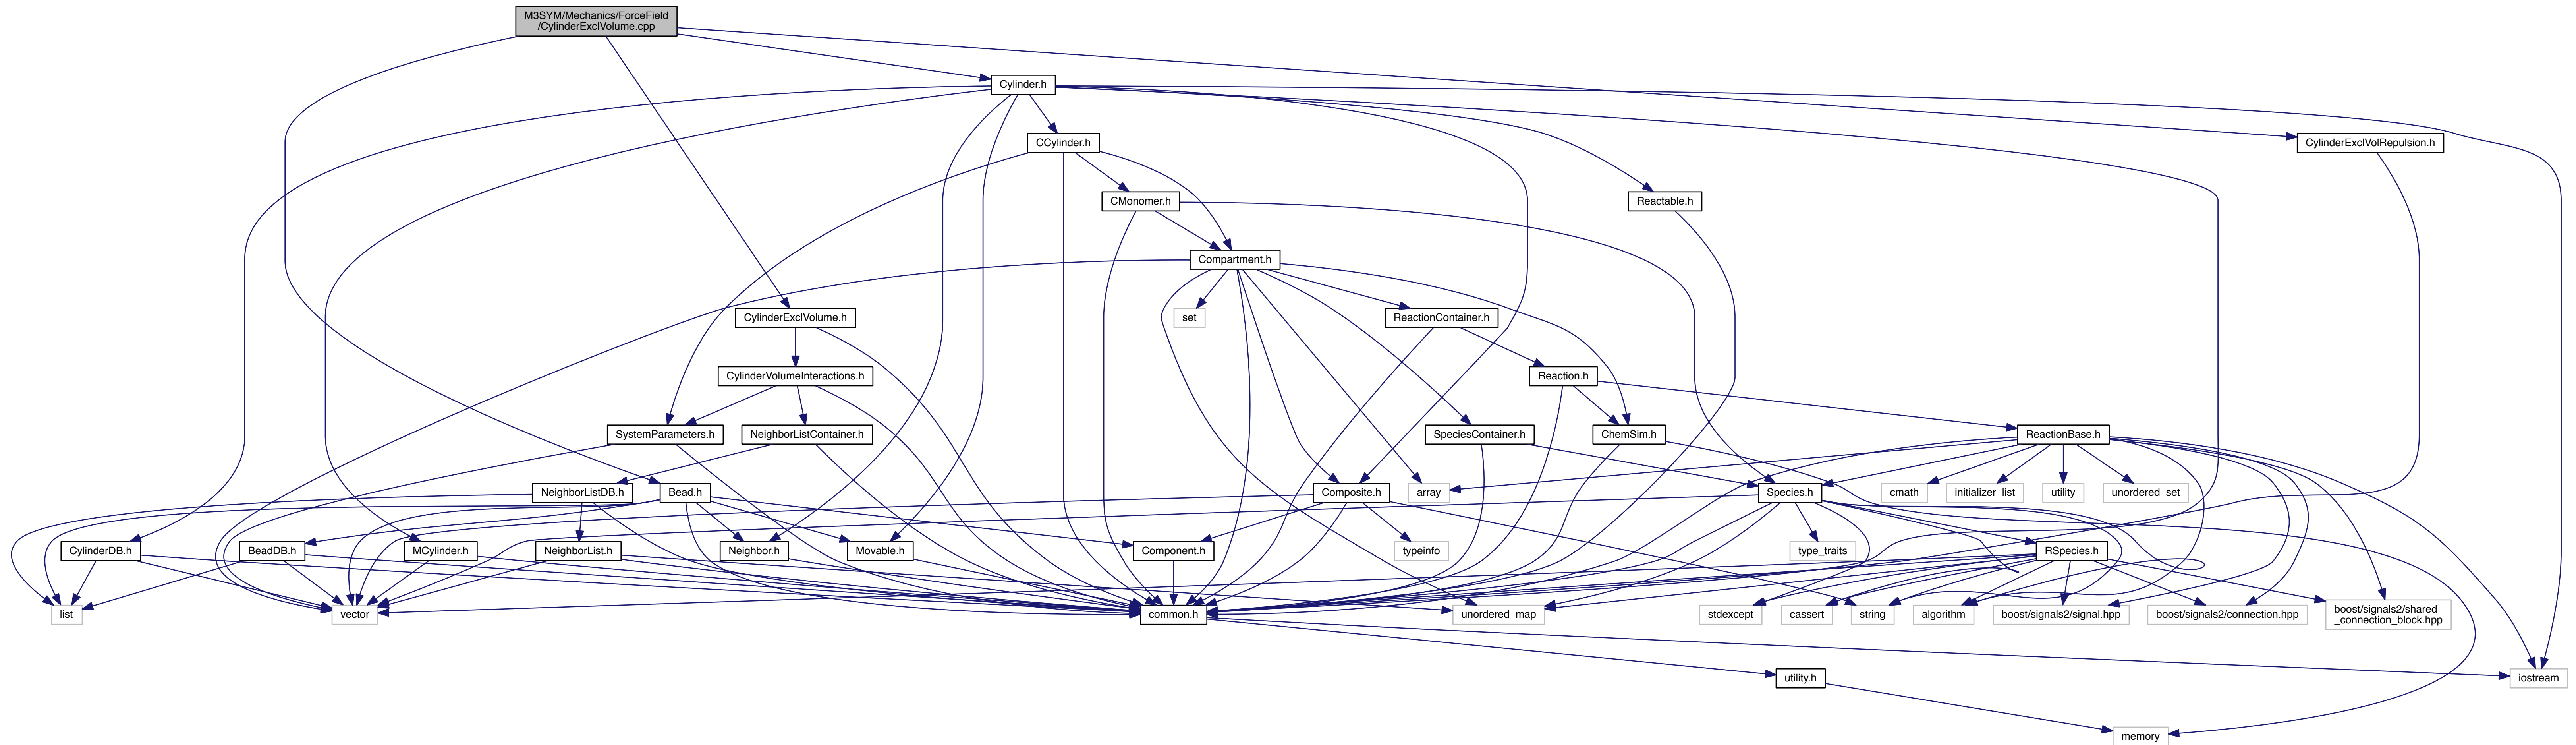 M3SYM/Mechanics/ForceField
/CylinderExclVolume.cpp
Cylinder.h
CCylinder.h
CylinderExclVolRepulsion.h
CMonomer.h
Reactable.h
Compartment.h
CylinderExclVolume.h
set
ReactionContainer.h
CylinderVolumeInteractions.h
Reaction.h
SystemParameters.h
NeighborListContainer.h
SpeciesContainer.h
ChemSim.h
ReactionBase.h
NeighborListDB.h
Bead.h
Composite.h
array
Species.h
cmath
initializer_list
utility
unordered_set
CylinderDB.h
BeadDB.h
MCylinder.h
NeighborList.h
Neighbor.h
Movable.h
Component.h
typeinfo
type_traits
RSpecies.h
list
vector
common.h
unordered_map
stdexcept
cassert
string
algorithm
boost/signals2/signal.hpp
boost/signals2/connection.hpp
boost/signals2/shared
_connection_block.hpp
utility.h
iostream
memory